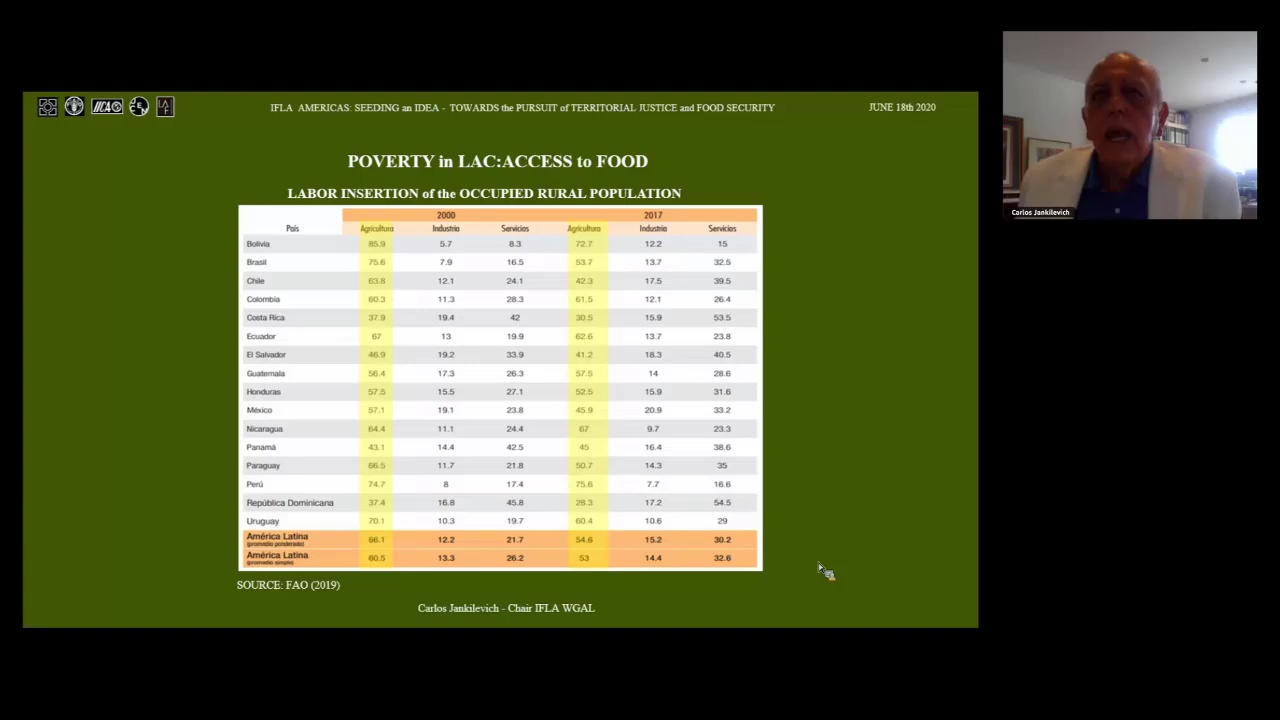 IICA
IFLA AMERICAS: SEEDING an IDEA - TOWARDS the PURSUIT of TERRITORIAL JUSTICE and FOOD SECURITY JUNE 18th 2020
POVERTY in LAC:ACCESS to FOOD
LABOR INSERTION of the OCCUPIED RURAL POPULATION
2000 2017
País Agricultura Industria Servicios Agricultura Industria Servicios
Bolivia 85.9 5.7 8.3 72.7 12.2 15
Brasil 75.6 7.9 16.5 53.7 13.7 32.5
Chile 63.8 12.1 24.1 42.3 17.5 39.5
Colombia 60.3 11.3 28.3 61.5 12.1 26.4
Costa Rica 37.9 19.4 42 30.5 15.9 53.5
Ecuador 67 13 19.9 62.6 13.7 23.8
El Salvador 46.9 19.2 33.9 41.2 18.3 40.5
Guatemala 56.4 17.3 26.3 57.5 14 28.6
Honduras 57.5 15.5 27.1 52.5 15.9 31.6
México 57.1 19.1 23.8 45.9 20.9 33.2
Nicaragua 64.4 11.1 24.4 67 9.7 23.3
Panamá 43.1 14.4 42.5 45 16.4 38.6
Paraguay 66.5 11.7 21.8 50.7 14.3 35
Perú 74.7 8 17.4 75.6 7.7 16.6
República Dominicana 37.4 16.8 45.8 28.3 17.2 54.5
Uruguay 70.1 10.3 19.7 60.4 10.6 29
América Latina 66.1 12.2 21.7 54.6 15.2 30.2
(promedio ponderado)
América Latina 60.5 13.3 26.2 53 14.4 32.6
(promedio simple)
SOURCE: FAO (2019)
Carlos Jankilevich - Chair IFLA WGAL
Carlos Jankilevich